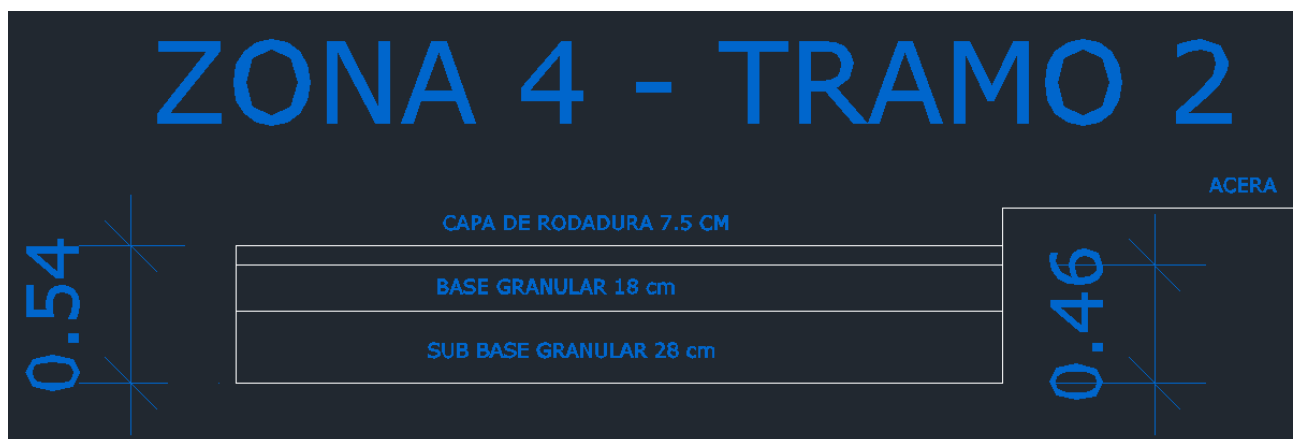 ZONA 4 - TRAMO 2
ACERA
CAPA DE RODADURA 7.5 CM
0.54
BASE GRANULAR 18 cm
0.46
SUB BASE GRANULAR 28 cm